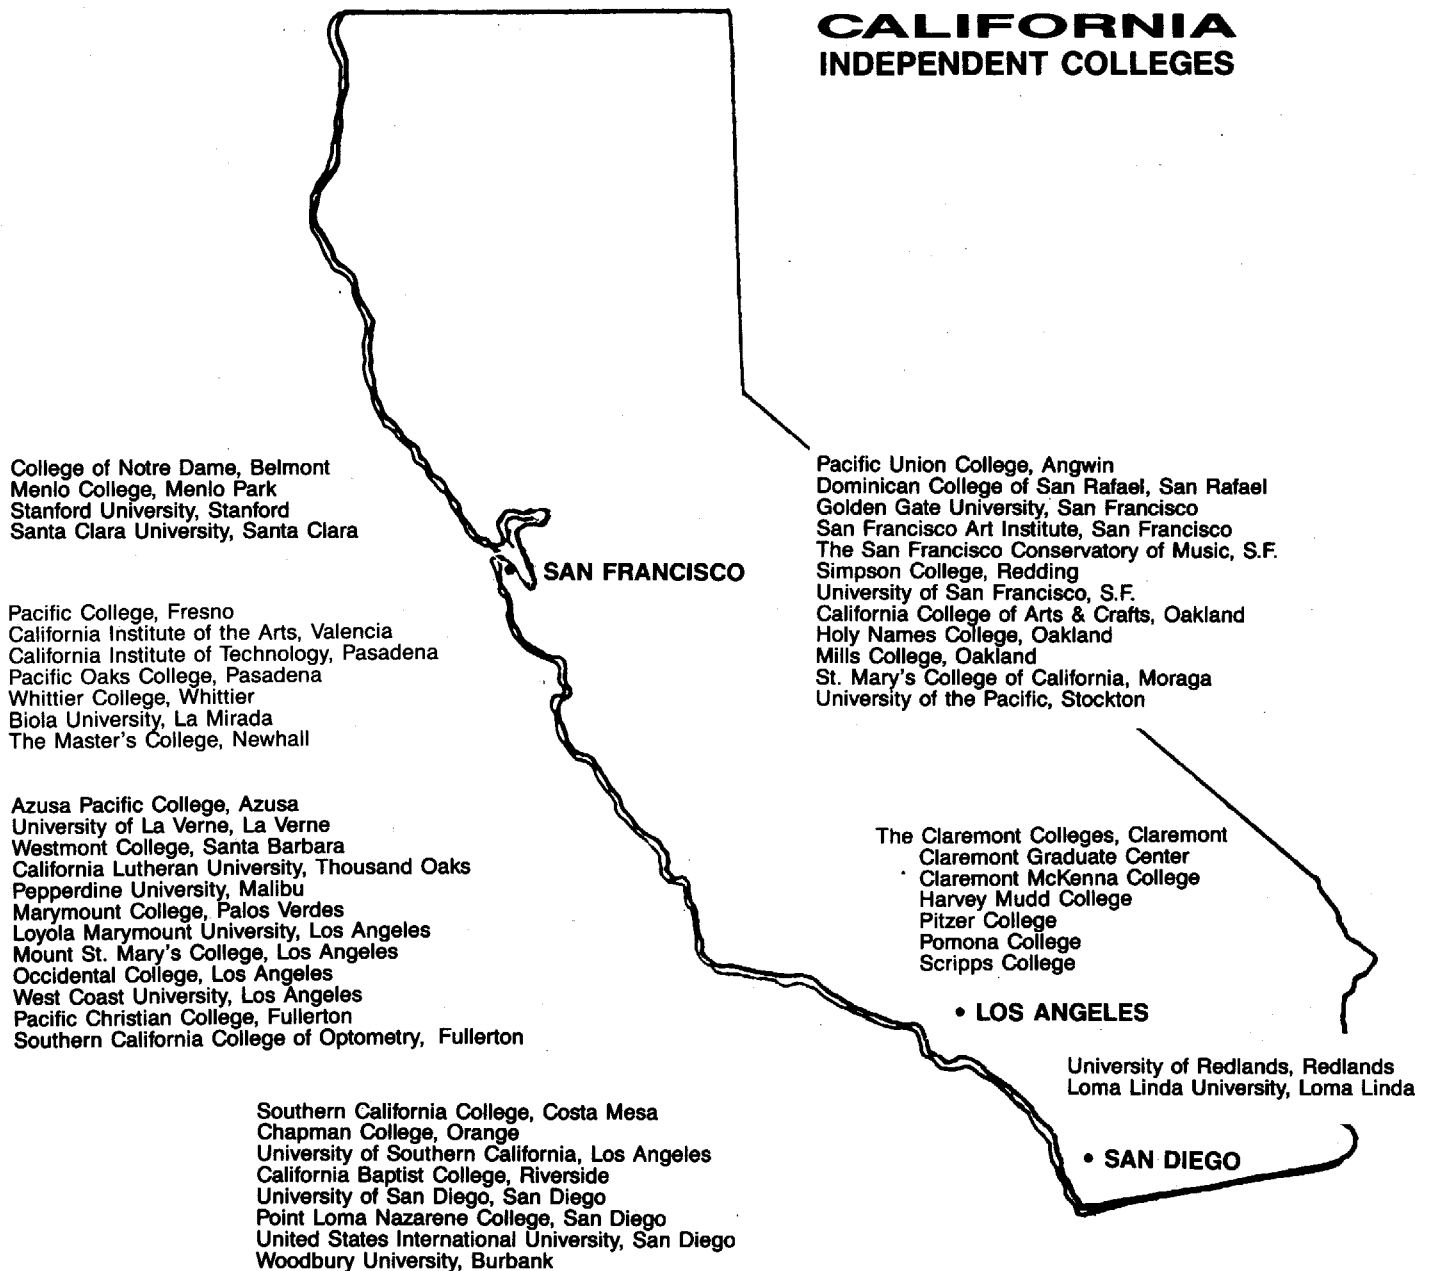 CALIFORNIA
INDEPENDENT COLLEGES
College of Notre Dame, Belmont
Menlo College, Menlo Park
Stanford University, Stanford
Santa Clara University, Santa Clara
Pacific Union College, Angwin
Dominican College of San Rafael, San Rafael
Golden Gate University, San Francisco
San Francisco Art Institute, San Francisco
The San Francisco Conservatory of Music, S.F.
Simpson College, Redding
University of San Francisco, S.F.
California College of Arts & Crafts, Oakland
Holy Names College, Oakland
Mills College, Oakland
St. Mary's College of California, Moraga
University of the Pacific, Stockton
SAN FRANCISCO
Pacific College, Fresno
California Institute of the Arts, Valencia
California Institute of Technology, Pasadena
Pacific Oaks College, Pasadena
Whittier College, Whittier
Biola University, La Mirada
The Master's College, Newhall
Azusa Pacific College, Azusa
University of La Verne, La Verne
Westmont College, Santa Barbara
California Lutheran University, Thousand Oaks
Pepperdine University, Malibu
Marymount College, Palos Verdes
Loyola Marymount University, Los Angeles
Mount St. Mary's College, Los Angeles
Occidental College, Los Angeles
West Coast University, Los Angeles
Pacific Christian College, Fullerton
Southern California College of Optometry, Fullerton
The Claremont Colleges, Claremont
Claremont Graduate Center
Claremont McKenna College
Harvey Mudd College
Pitzer College
Pomona College
Scripps College
• LOS ANGELES
University of Redlands, Redlands
Loma Linda University, Loma Linda
• SAN DIEGO
Southern California College, Costa Mesa
Chapman College, Orange
University of Southern California, Los Angeles
California Baptist College, Riverside
University of San Diego, San Diego
Point Loma Nazarene College, San Diego
United States International University, San Diego
Woodbury University, Burbank